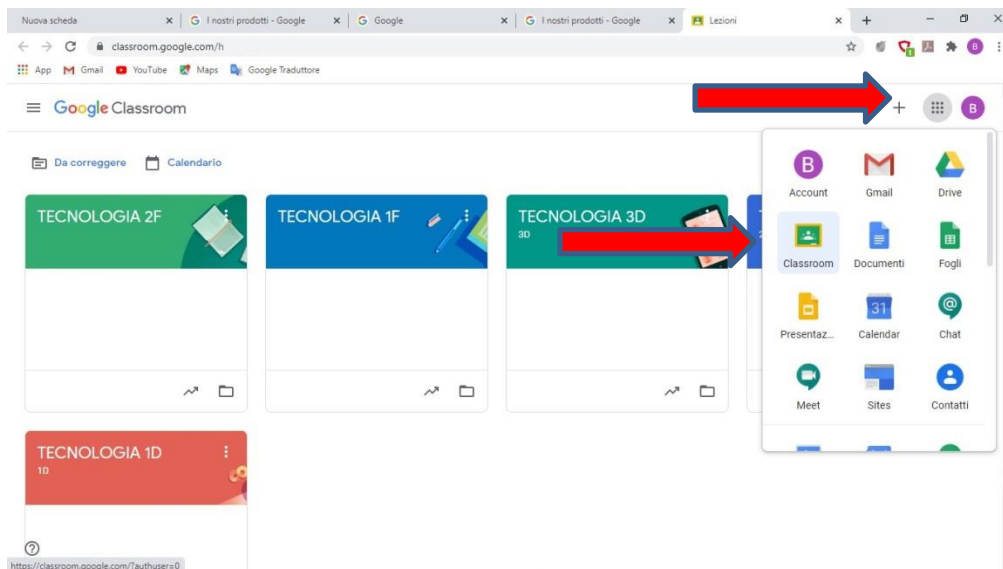 Nuova scheda
I nostri prodotti - Google
Google
I nostri prodotti - Google
Lezioni
classroom.google.com/h
App
Gmail
YouTube
Maps
Google Traduttore
B
Google Classroom
B
Da correggere
Calendario
TECNOLOGIA 2F
TECNOLOGIA 1F
TECNOLOGIA 3D
3D
B
Account
Gmail
Drive
Classroom
Documenti
Fogli
31
Presentaz...
Calendar
Chat
Meet
Sites
Contatti
TECNOLOGIA 1D
1D
https://classroom.google.com/?authuser=0